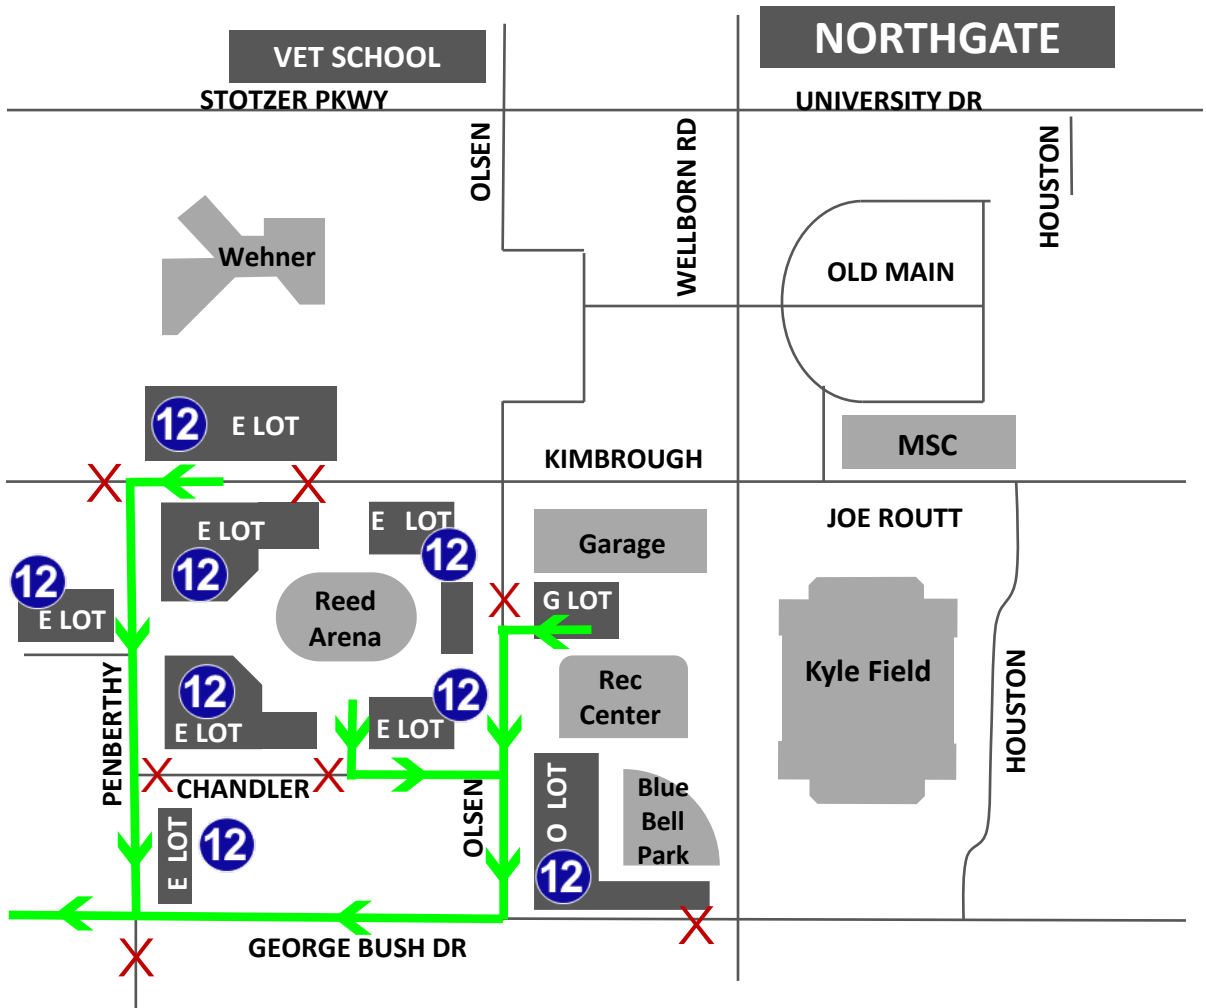 NORTHGATE
VET SCHOOL
STOTZER PKWY
UNIVERSITY DR
OLSEN
WELLBORN RD
HOUSTON
Wehner
OLD MAIN
12
E LOT
KIMBROUGH
MSC
JOE ROUTT
E LOT
12
E LOT
12
Garage
12
E LOT
Reed
Arena
G LOT
Kyle Field
PENBERTHY
12
E LOT
12
E LOT
Rec
Center
HOUSTON
CHANDLER
OLSEN
O LOT
12
Blue
Bell
Park
E LOT
12
GEORGE BUSH DR